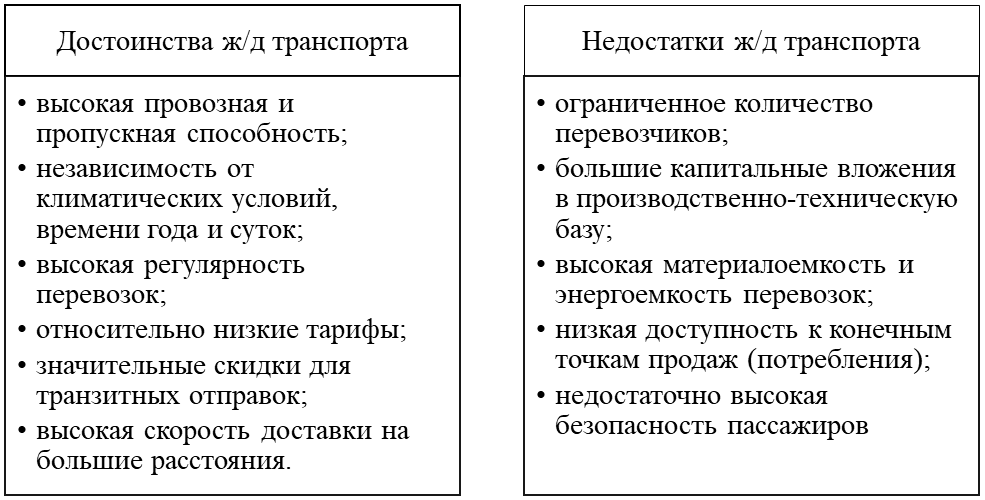 Достоинства ж/д транспорта
• высокая провозная и
пропускная способность;
• независимость от
климатических условий,
времени года и суток;
• высокая регулярность
перевозок;
• относительно низкие тарифы;
• значительные скидки для
транзитных отправок;
• высокая скорость доставки на
большие расстояния.
Недостатки ж/д транспорта
• ограниченное количество
перевозчиков;
• большие капитальные вложения
в производственно-техническую
базу;
• высокая материалоемкость и
энергоемкость перевозок;
• низкая доступность к конечным
точкам продаж (потребления);
• недостаточно высокая
безопасность пассажиров